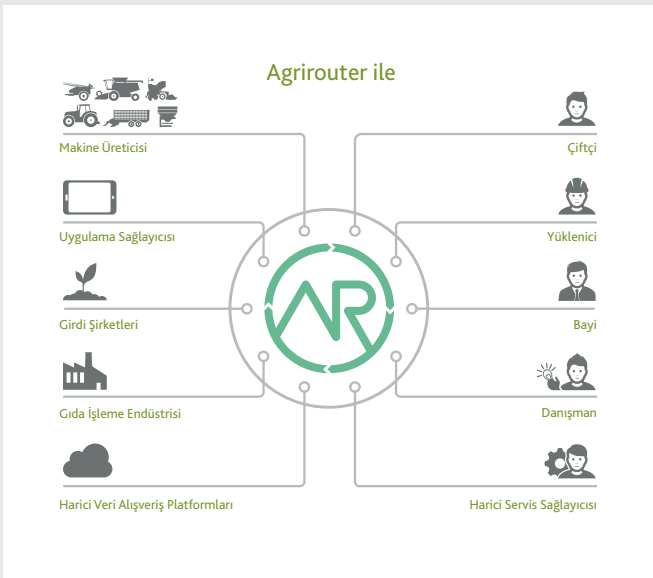 Agrirouter ile
Makine Üreticisi
Çiftçi
Uygulama Sağlayıcısı
Yüklenici
AR
Girdi Şirketleri
Bayi
Gıda İşleme Endüstrisi
Danışman
Harici Veri Alışveriş Platformları
Harici Servis Sağlayıcısı